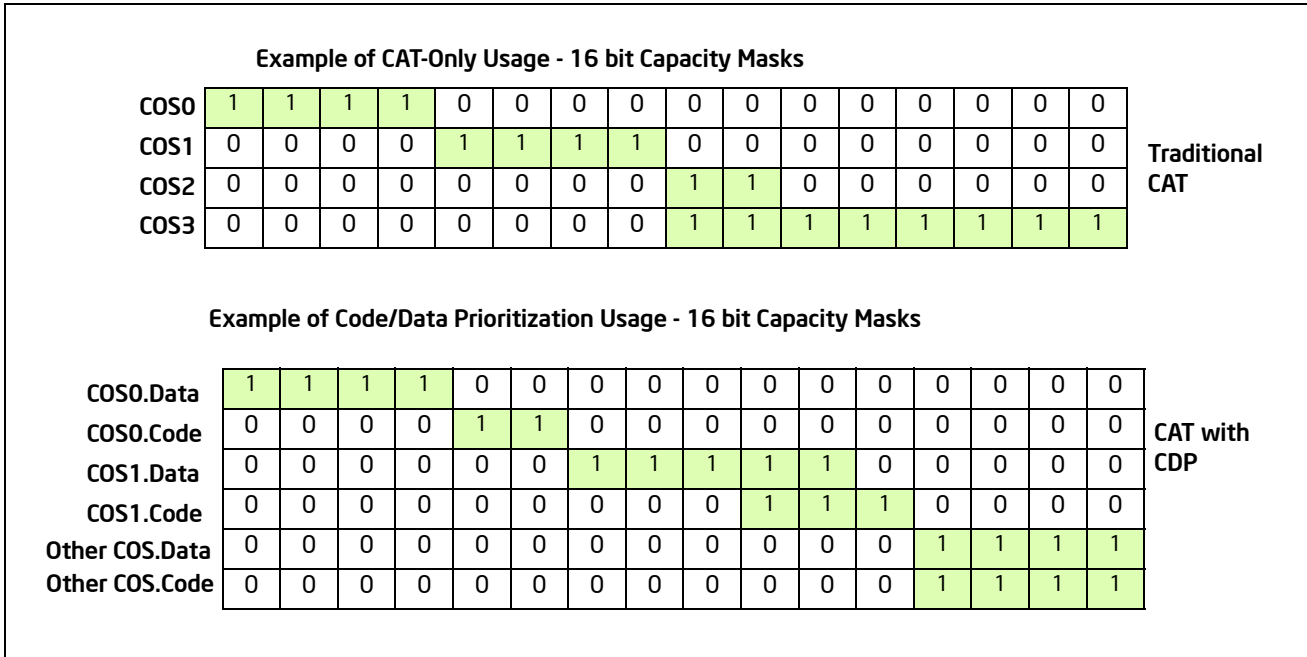 Example of CAT-Only Usage - 16 bit Capacity Masks
COS0 1 1 1 1 0 0 0 0 0 0 0 0 0 0 0 0
COS1 0 0 0 0 1 1 1 1 0 0 0 0 0 0 0 0
COS2 0 0 0 0 0 0 0 0 1 1 0 0 0 0 0 0
COS3 0 0 0 0 0 0 0 0 1 1 1 1 1 1 1 1
Traditional
CAT
Example of Code/Data Prioritization Usage - 16 bit Capacity Masks
COS0.Data 1 1 1 1 0 0 0 0 0 0 0 0 0 0 0 0
COS0.Code 0 0 0 0 1 1 0 0 0 0 0 0 0 0 0 0
COS1.Data 0 0 0 0 0 0 1 1 1 1 1 0 0 0 0 0
COS1.Code 0 0 0 0 0 0 0 0 0 1 1 1 0 0 0 0
Other COS.Data 0 0 0 0 0 0 0 0 0 0 0 0 1 1 1 1
Other COS.Code 0 0 0 0 0 0 0 0 0 0 0 0 1 1 1 1
CAT with
CDP